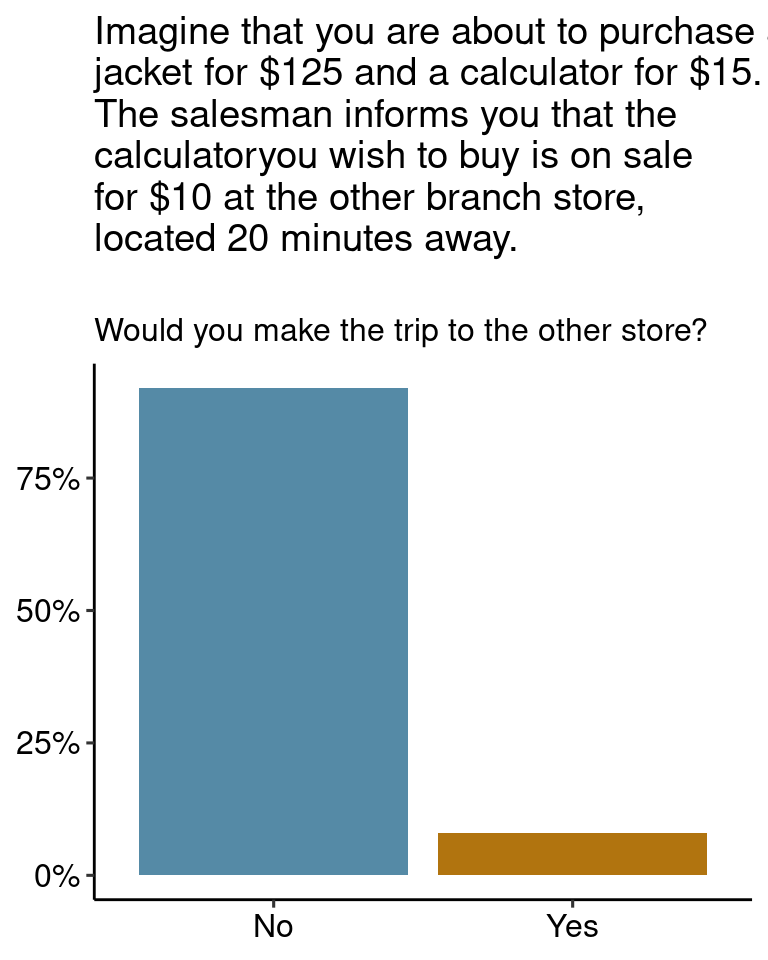 Imagine that you are about to purchase
jacket for $125 and a calculator for $15.
The salesman informs you that the
calculatoryou wish to buy is on sale
for $10 at the other branch store,
located 20 minutes away.
Would you make the trip to the other store?
75%
50%
25%
0%
No Yes